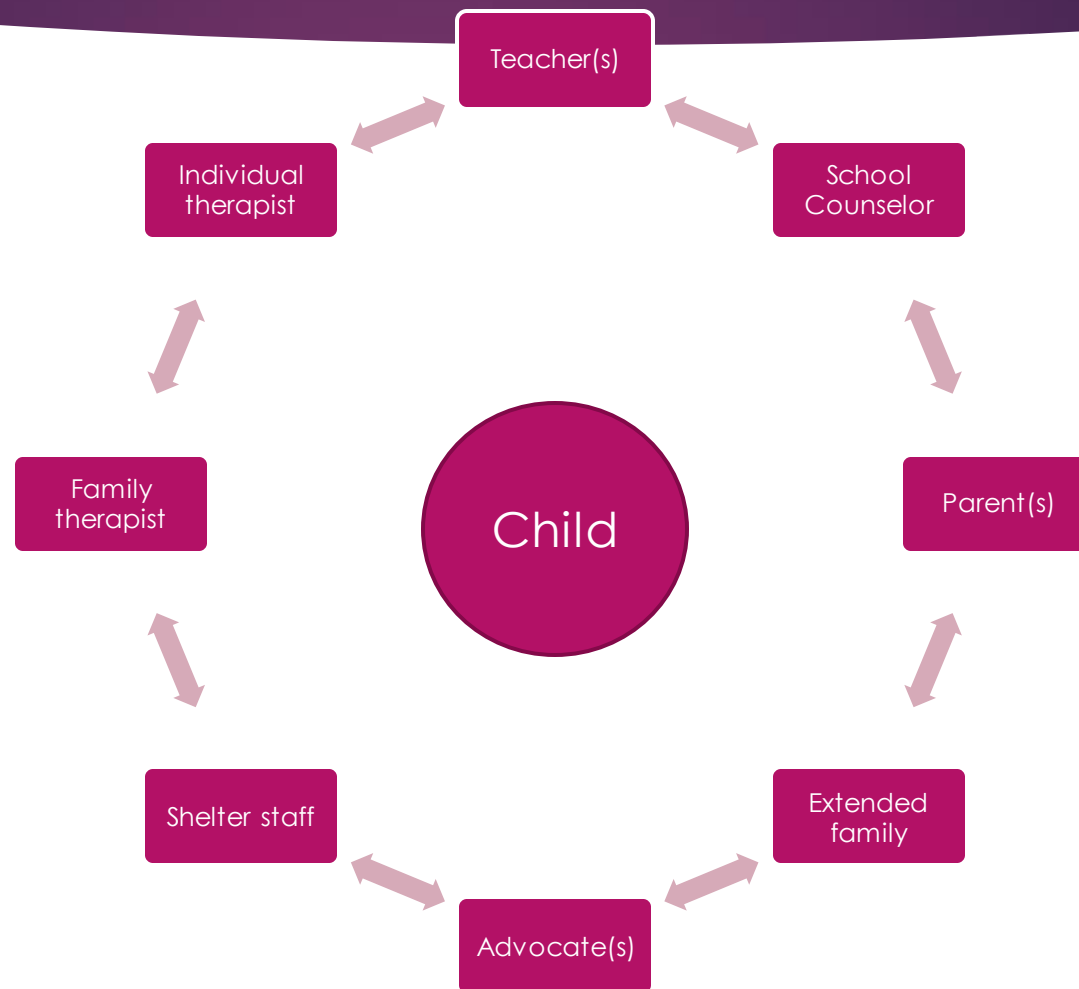 Teacher(s)
School
Counselor
Parent(s)
Extended
family
Advocate(s)
Shelter staff
Family
therapist
Individual
therapist
Child